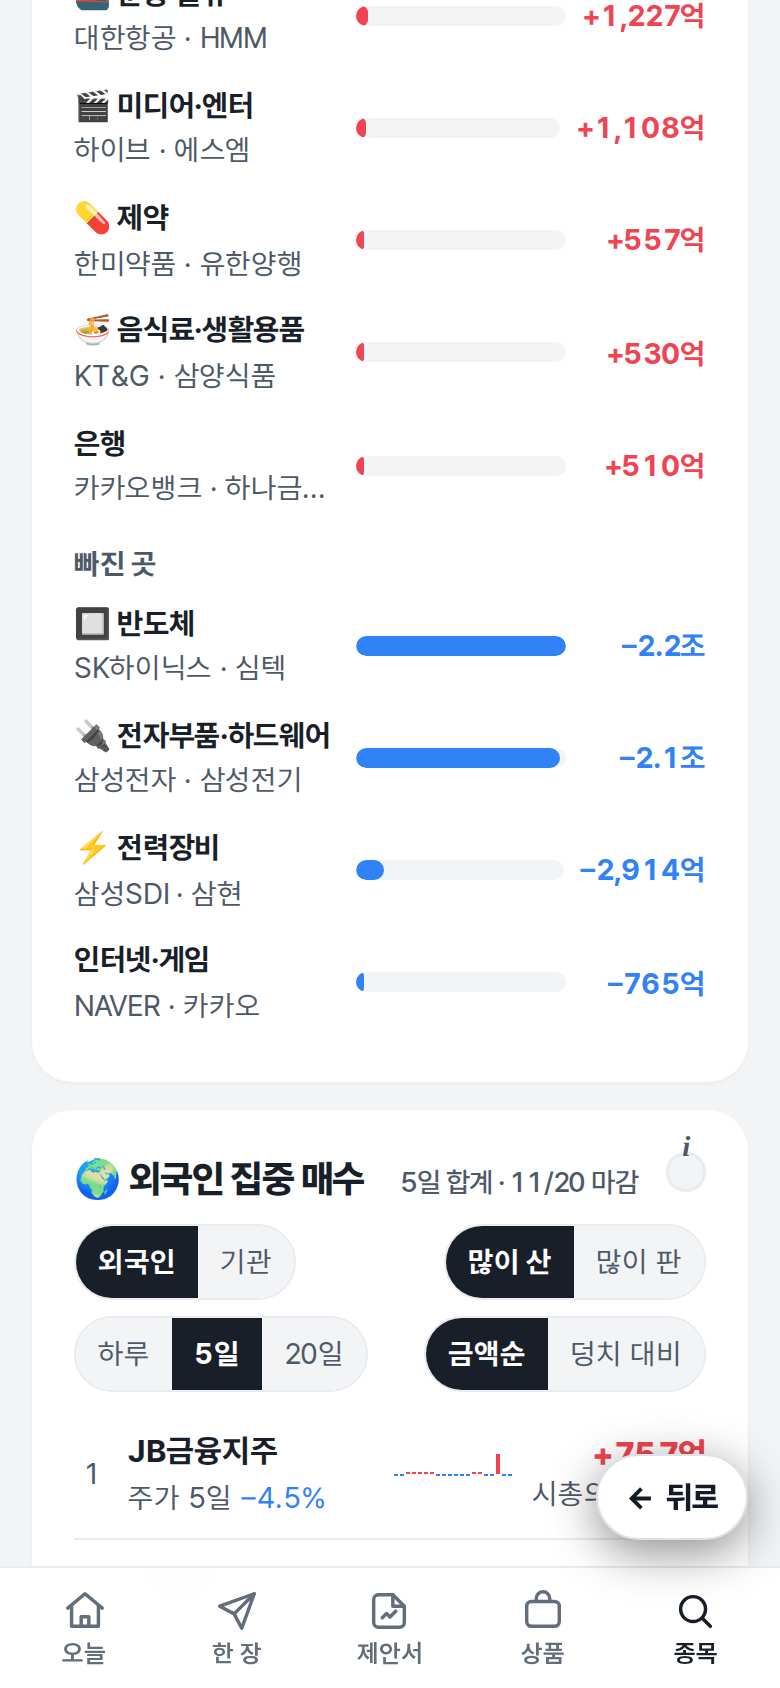 +1,227억
대한항공 · HMM
미디어·엔터
+1,108억
하이브 · 에스엠
제약
+557억
한미약품 · 유한양행
음식료·생활용품
+530억
KT&G · 삼양식품
은행
+510억
카카오뱅크 · 하나금...
빠진 곳
반도체
−2.2조
SK하이닉스 · 심텍
전자부품·하드웨어
−2.1조
삼성전자 · 삼성전기
전력장비
−2,914억
삼성SDI · 삼현
인터넷·게임
−765억
NAVER · 카카오
외국인 집중 매수 5일 합계 · 11/20 마감 i
외국인 기관 많이 산 많이 판
하루 5일 20일 금액순 덩치 대비
1 JB금융지주 +757억
주가 5일 −4.5%
← 뒤로
오늘 한 장 제안서 상품 종목